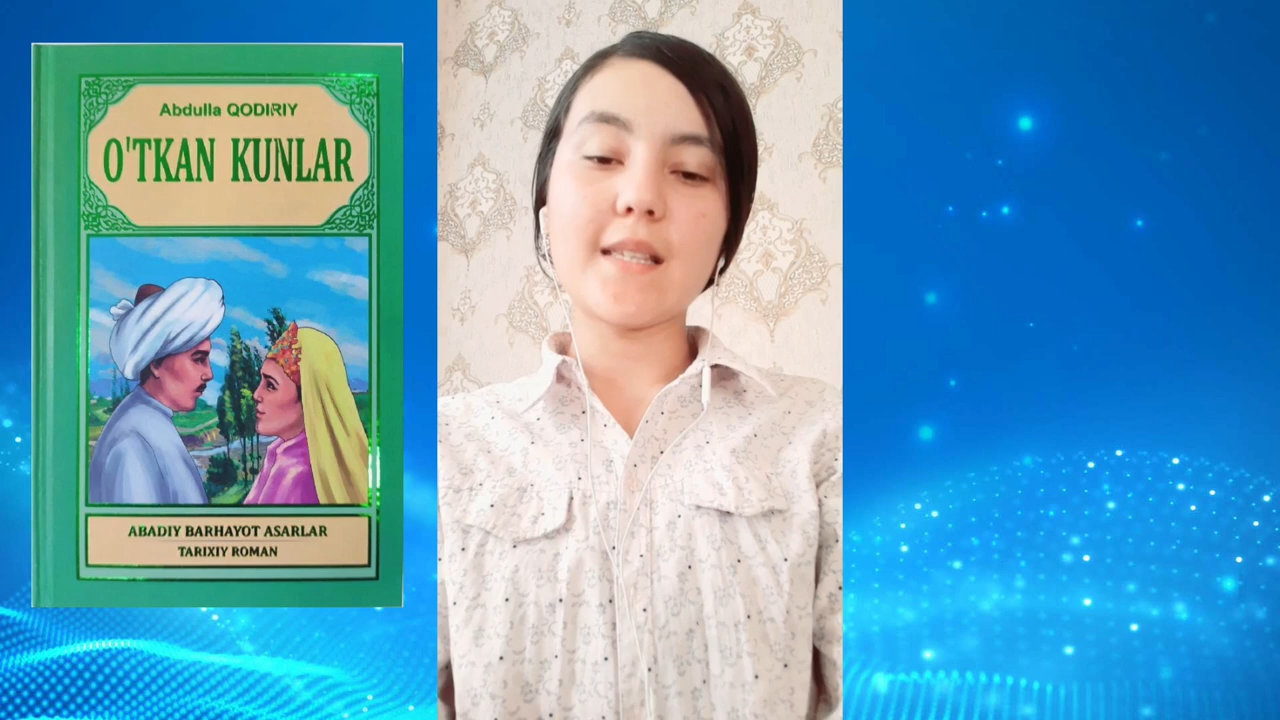 Abdulla QODIRIY
O'TKAN KUNLAR
ABADIY BARHAYOT ASARLAR
TARIXIY ROMAN